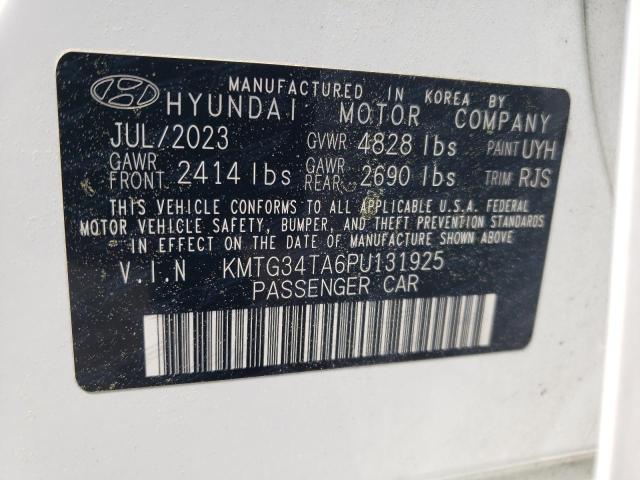 MANUFACTURED IN KOREA BY
HYUNDAI MOTOR COMPANY
JUL/2023 GVWR 4828 lbs PAINT UYH
GAWR FRONT 2414 lbs GAWR REAR 2690 lbs TRIM RJS
THIS VEHICLE CONFORMS TO ALL APPLICABLE U.S.A. FEDERAL
MOTOR VEHICLE SAFETY, BUMPER, AND THEFT PREVENTION STANDARDS
IN EFFECT ON THE DATE OF MANUFACTURE SHOWN ABOVE
V.I.N KMTG34TA6PU131925
PASSENGER CAR